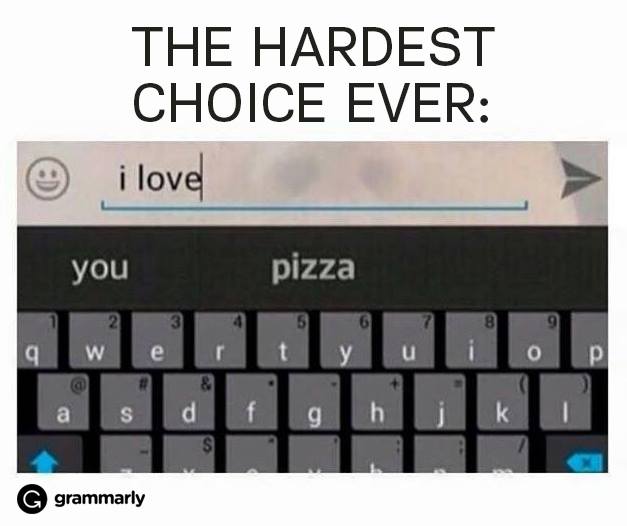 THE HARDEST
CHOICE EVER:
i love
you pizza
1 2 3 4 5 6 7 8 9
q w e r t y u i o p
@ # & * - + = ( )
a s d f g h j k l
$ : ; /
grammarly